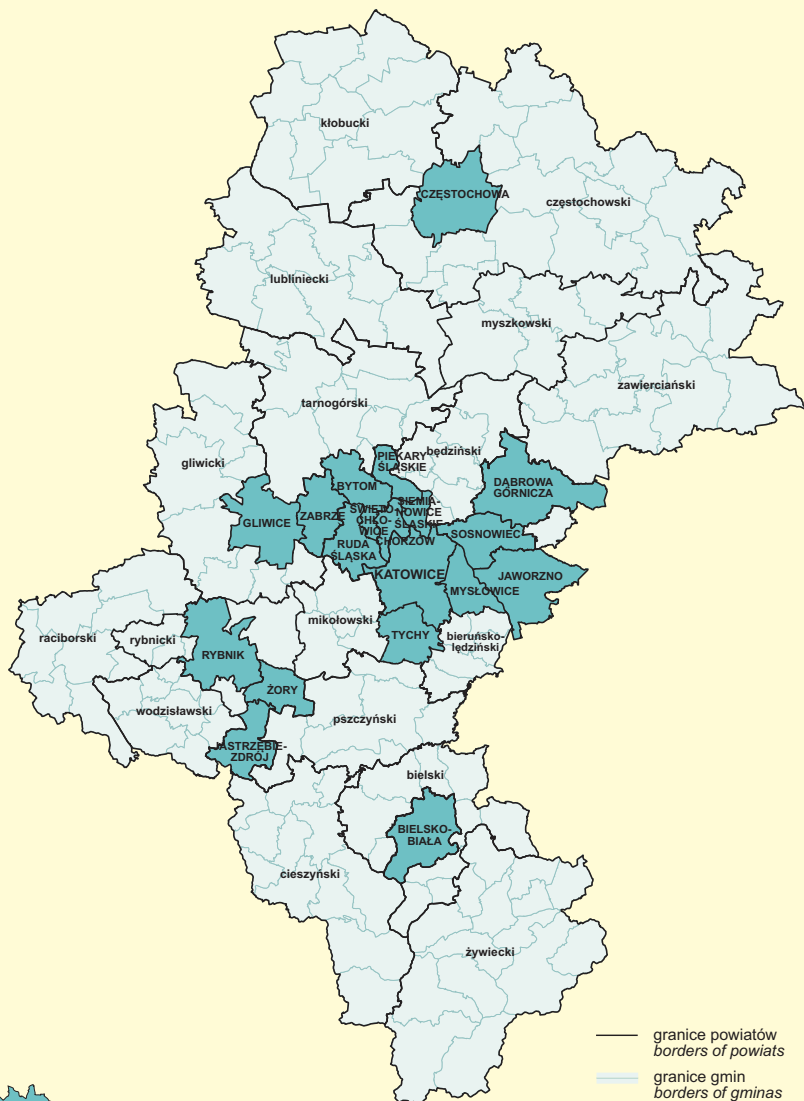 kłobucki
CZĘSTOCHOWA
częstochowski
lubliniecki
myszkowski
zawierciański
tarnogórski
będziński
PIEKARY
ŚLĄSKIE
gliwicki
BYTOM
DĄBROWA
GÓRNICZA
GLIWICE
ZABRZE
ŚWIĘTO-
CHŁO-
WICE
SIEMIA-
NOWICE
ŚLĄSKIE
SOSNOWIEC
CHORZÓW
RUDA
ŚLĄSKA
KATOWICE
MYSŁOWICE
JAWORZNO
mikołowski
TYCHY
bieruńsko-
lędziński
raciborski
rybnicki
RYBNIK
ŻORY
wodzisławski
pszczyński
JASTRZĘBIE-
ZDRÓJ
bielski
BIELSKO-
BIAŁA
cieszyński
żywiecki
granice powiatów
borders of powiats
granice gmin
borders of gminas